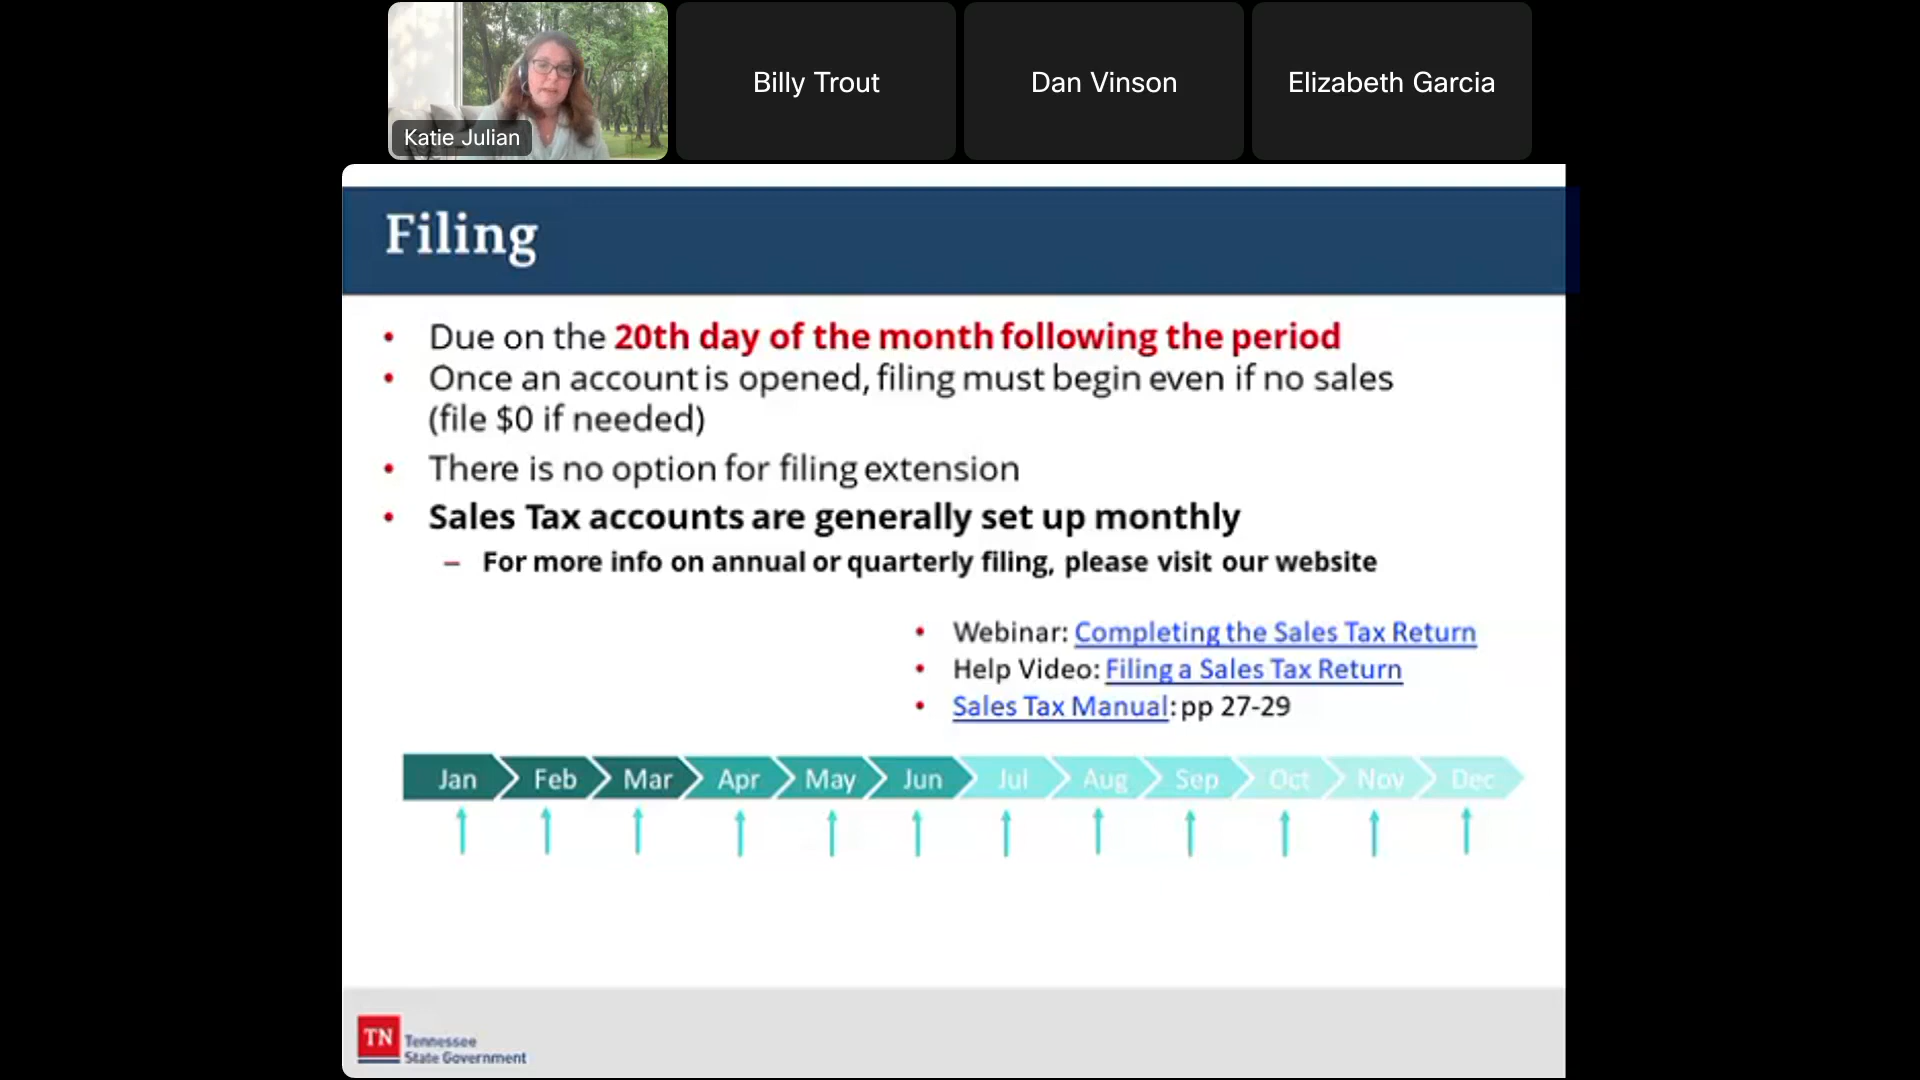 Katie Julian
Billy Trout
Dan Vinson
Elizabeth Garcia
Filing
• Due on the 20th day of the month following the period
• Once an account is opened, filing must begin even if no sales
(file $0 if needed)
• There is no option for filing extension
• Sales Tax accounts are generally set up monthly
– For more info on annual or quarterly filing, please visit our website
• Webinar: Completing the Sales Tax Return
• Help Video: Filing a Sales Tax Return
• Sales Tax Manual: pp 27-29
Jan Feb Mar Apr May Jun Jul Aug Sep Oct Nov Dec
TN
Tennessee
State Government